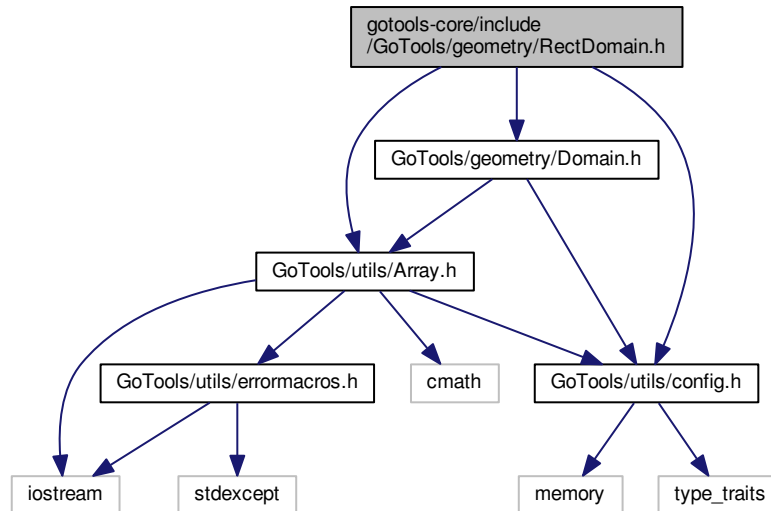 gotools-core/include
/GoTools/geometry/RectDomain.h
GoTools/geometry/Domain.h
GoTools/utils/Array.h
GoTools/utils/errormacros.h
cmath
GoTools/utils/config.h
iostream
stdexcept
memory
type_traits